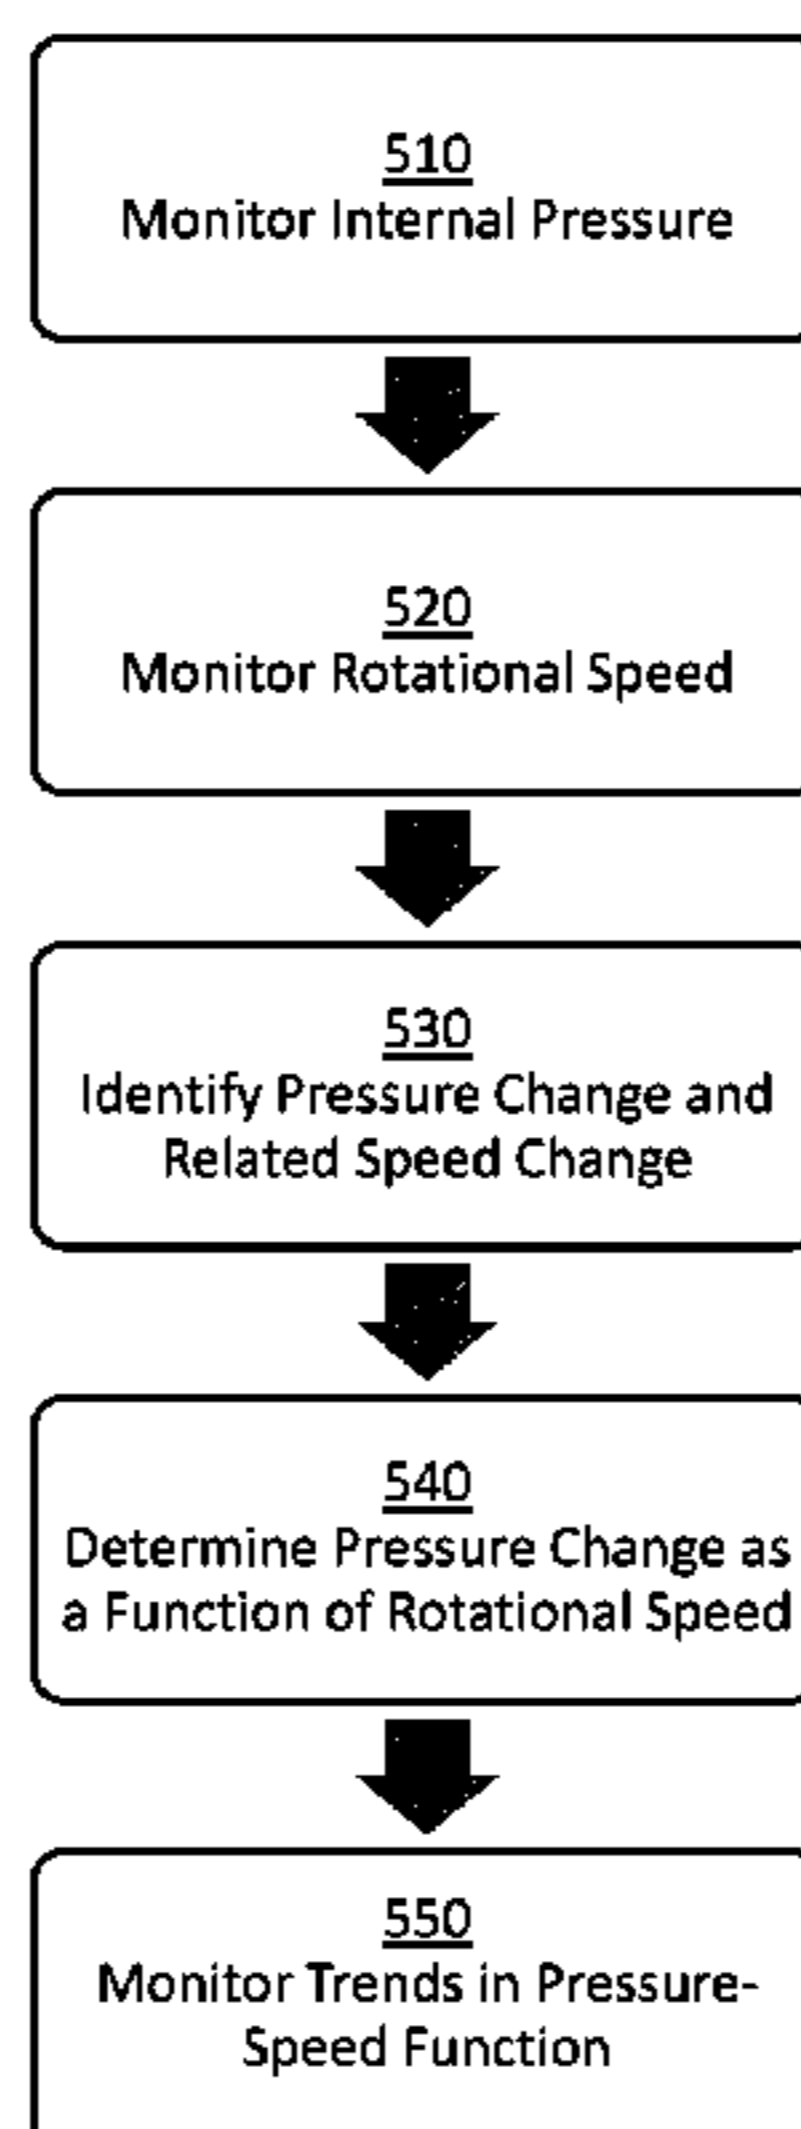 510
Monitor Internal Pressure
520
Monitor Rotational Speed
530
Identify Pressure Change and
Related Speed Change
540
Determine Pressure Change as
a Function of Rotational Speed
550
Monitor Trends in Pressure-
Speed Function